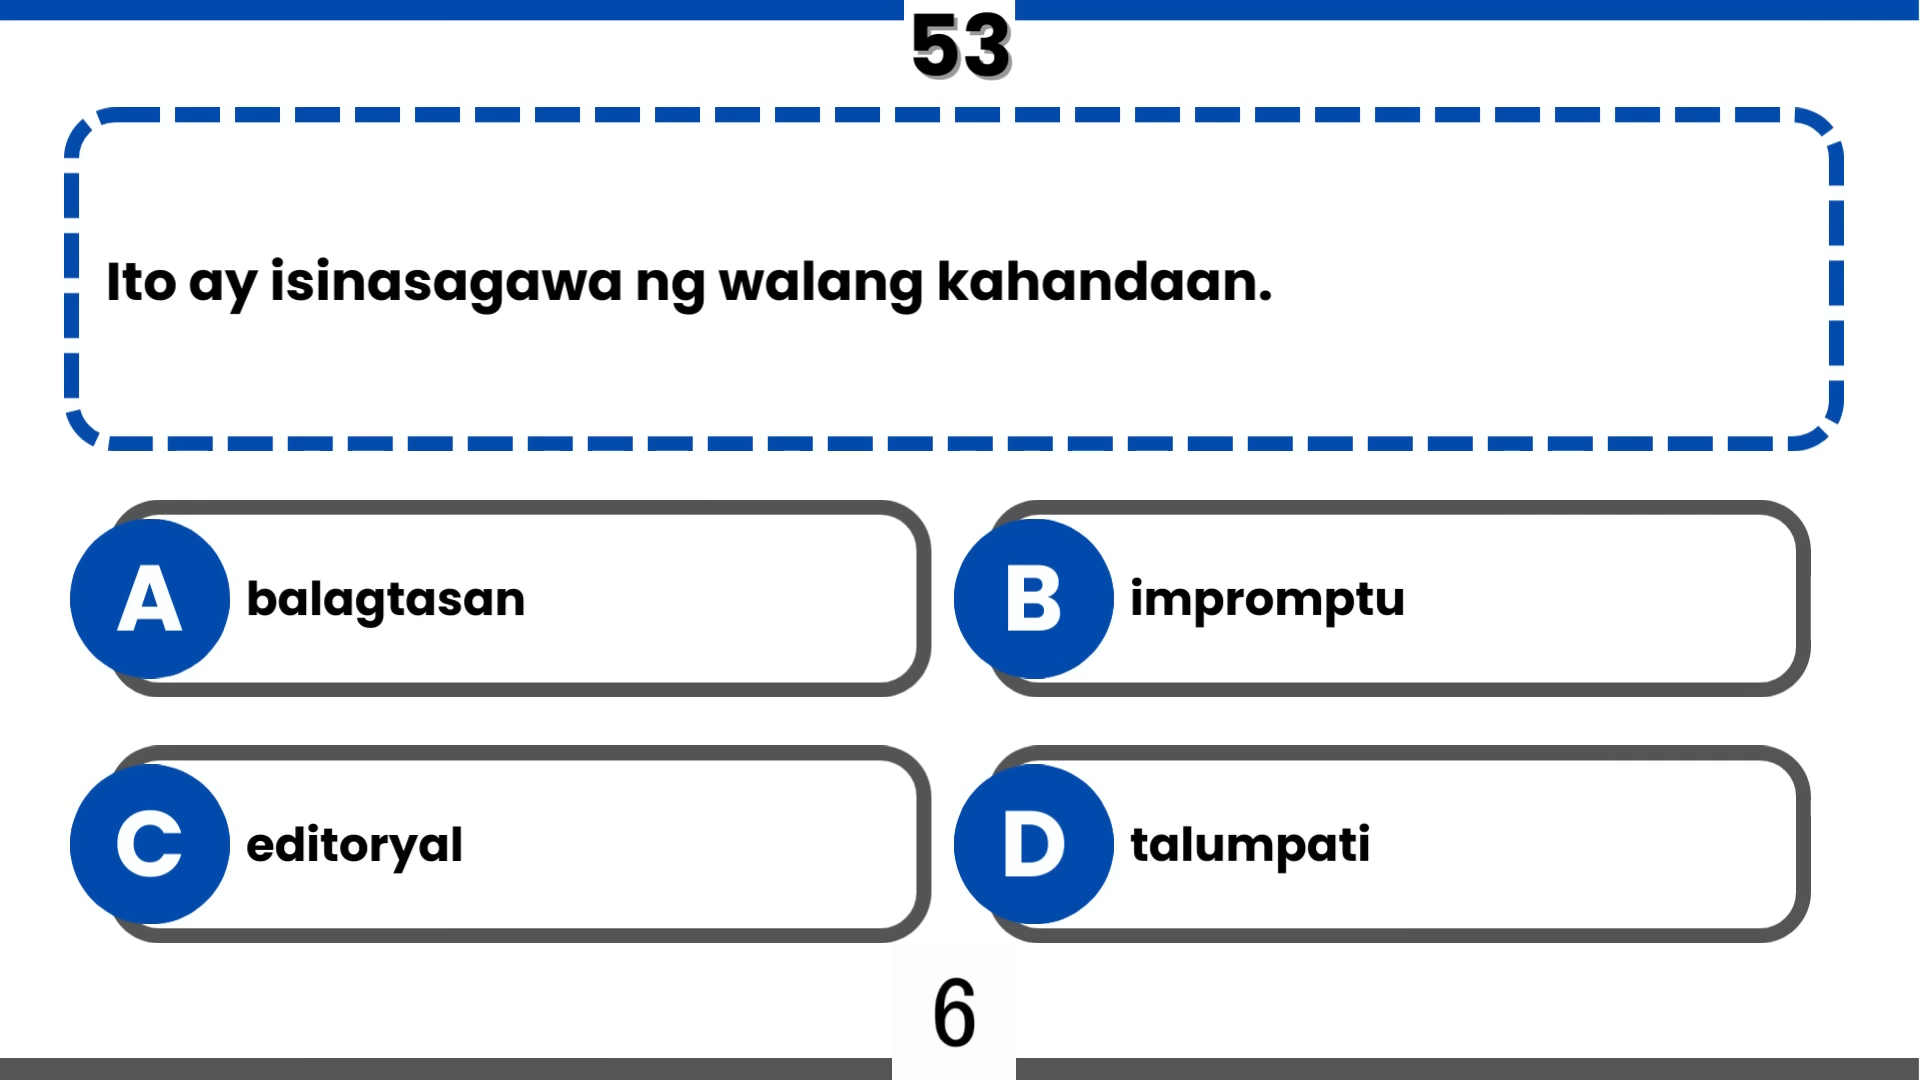 53
Ito ay isinasagawa ng walang kahandaan.
A balagtasan
B impromptu
C editoryal
D talumpati
6